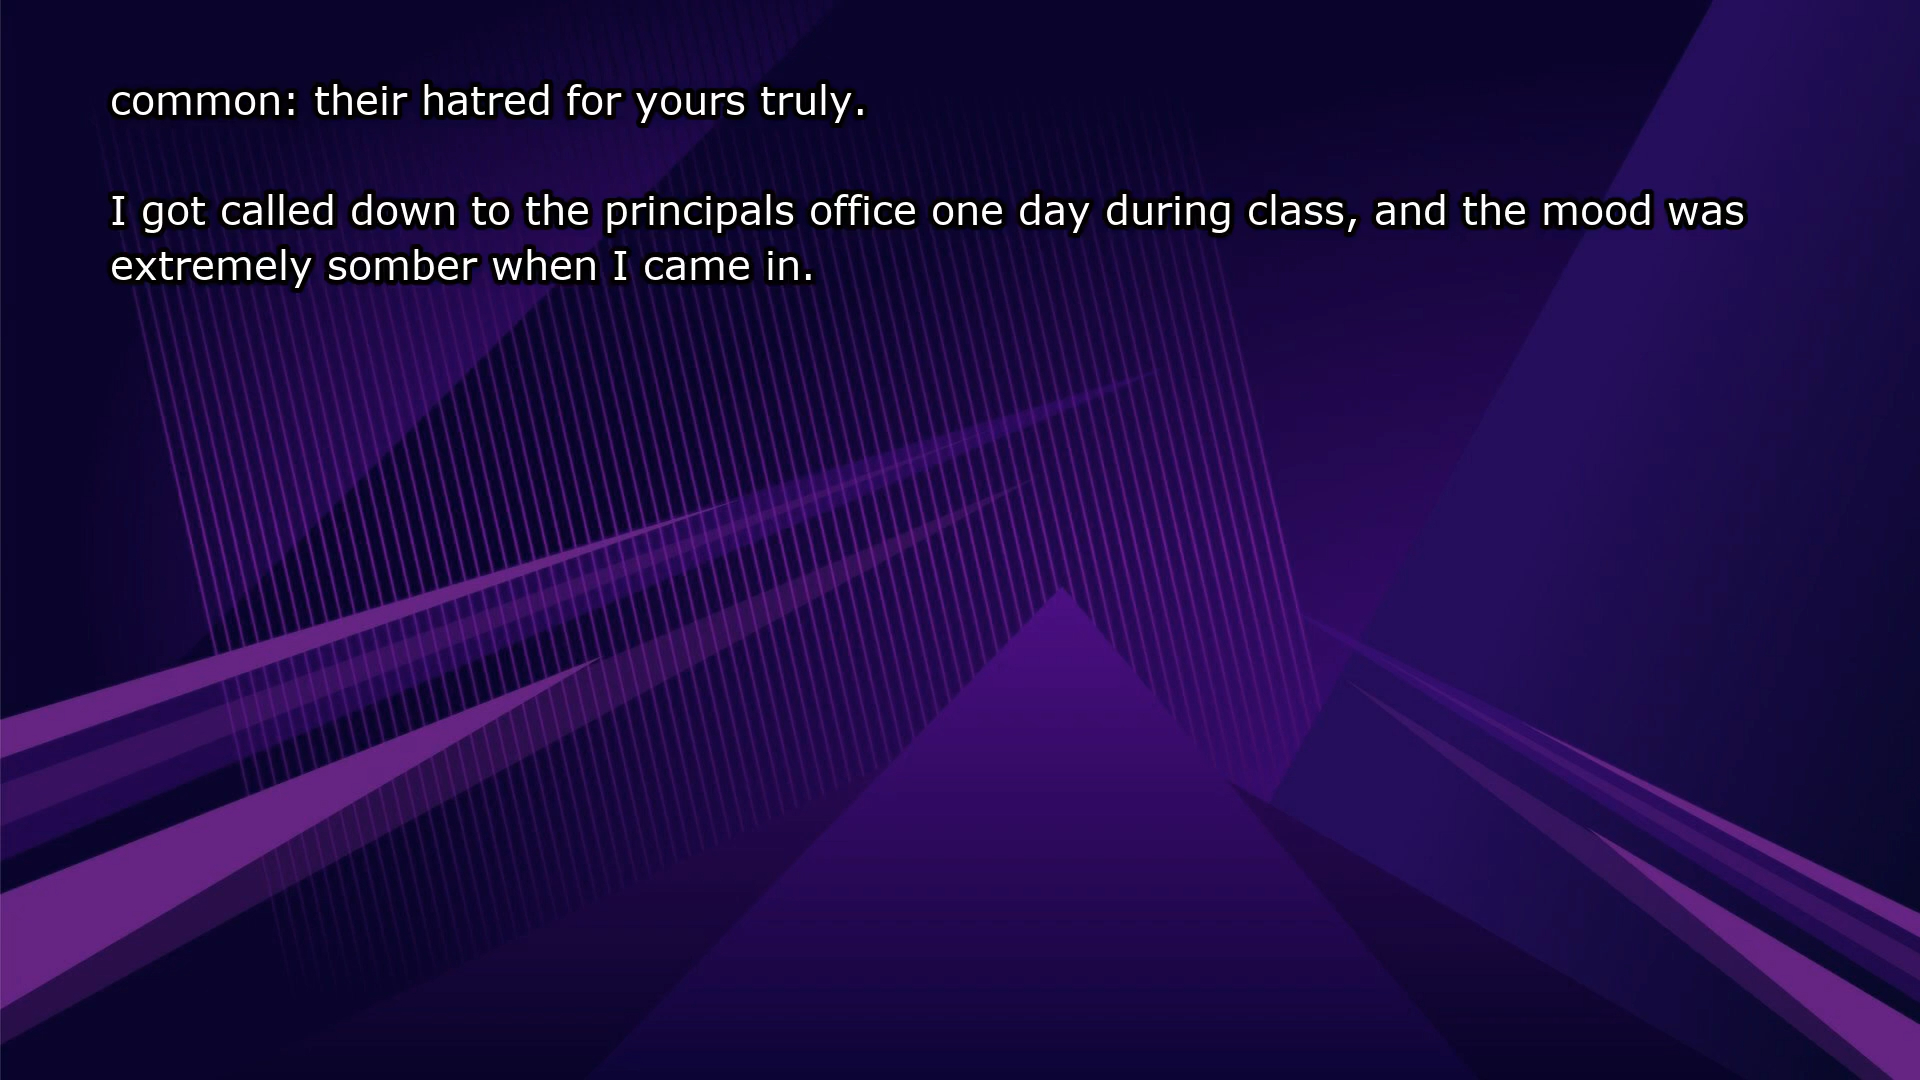 common: their hatred for yours truly.
I got called down to the principals office one day during class, and the mood was
extremely somber when I came in.